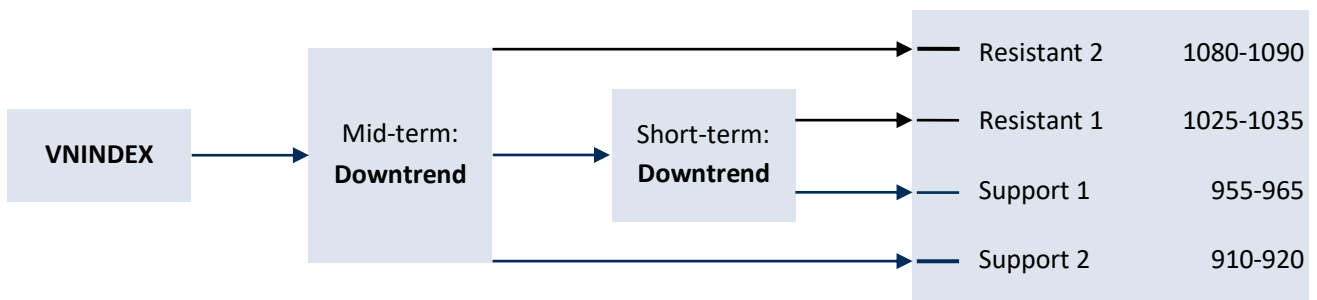 VNINDEX
Mid-term:
Downtrend
Short-term:
Downtrend
Resistant 2 1080-1090
Resistant 1 1025-1035
Support 1 955-965
Support 2 910-920